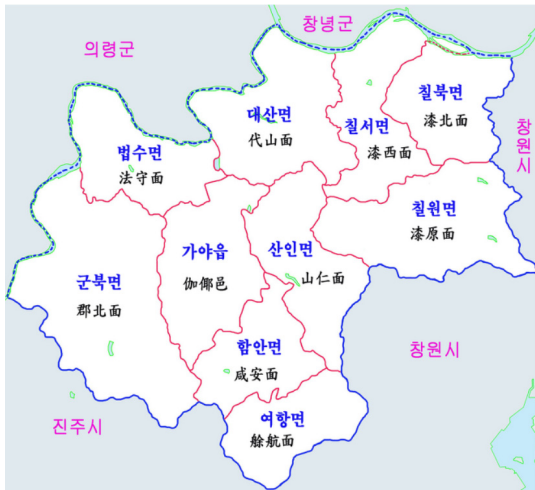 창녕군
의령군
대산면
代山面
칠북면
漆北面
칠서면
漆西面
창원시
법수면
法守面
칠원면
漆原面
가야읍
伽倻邑
산인면
山仁面
군북면
郡北面
함안면
咸安面
창원시
여항면
艅航面
진주시